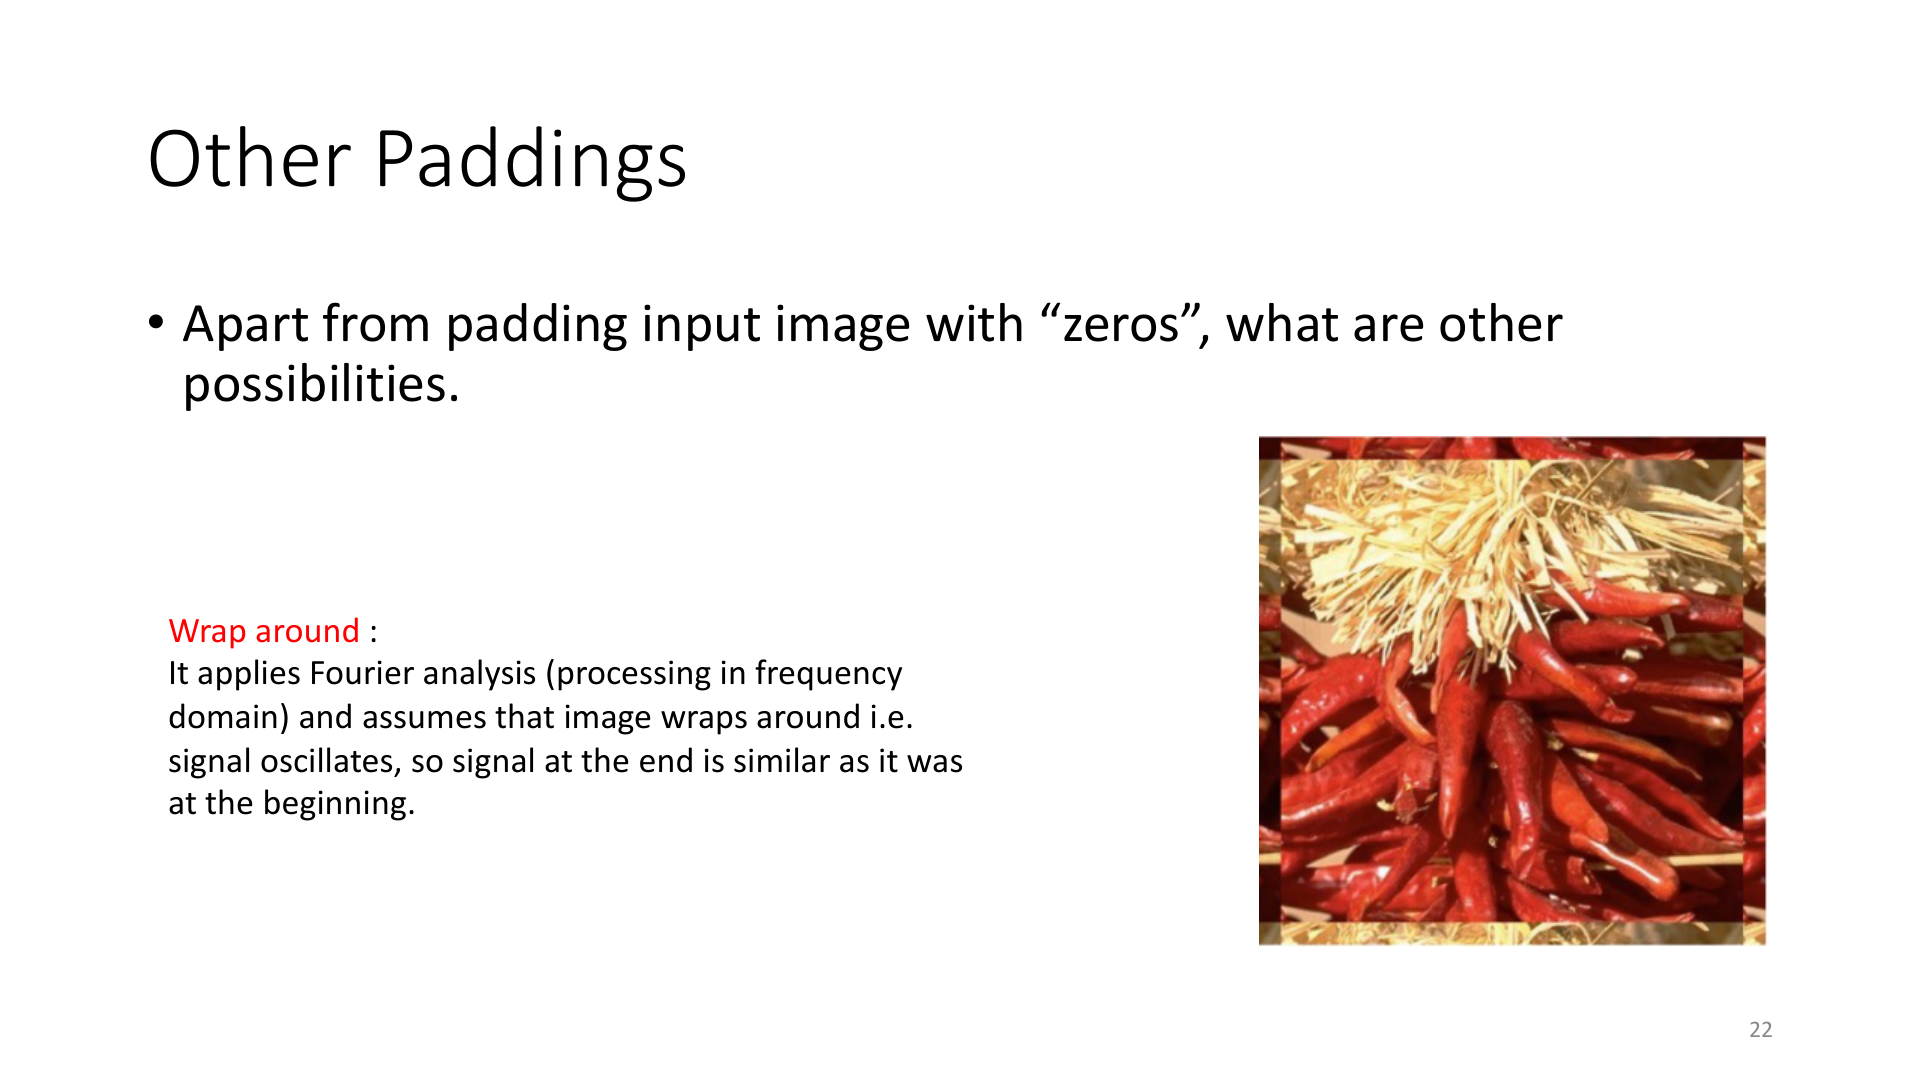 Other Paddings
• Apart from padding input image with “zeros”, what are other
possibilities.
Wrap around :
It applies Fourier analysis (processing in frequency
domain) and assumes that image wraps around i.e.
signal oscillates, so signal at the end is similar as it was
at the beginning.
22